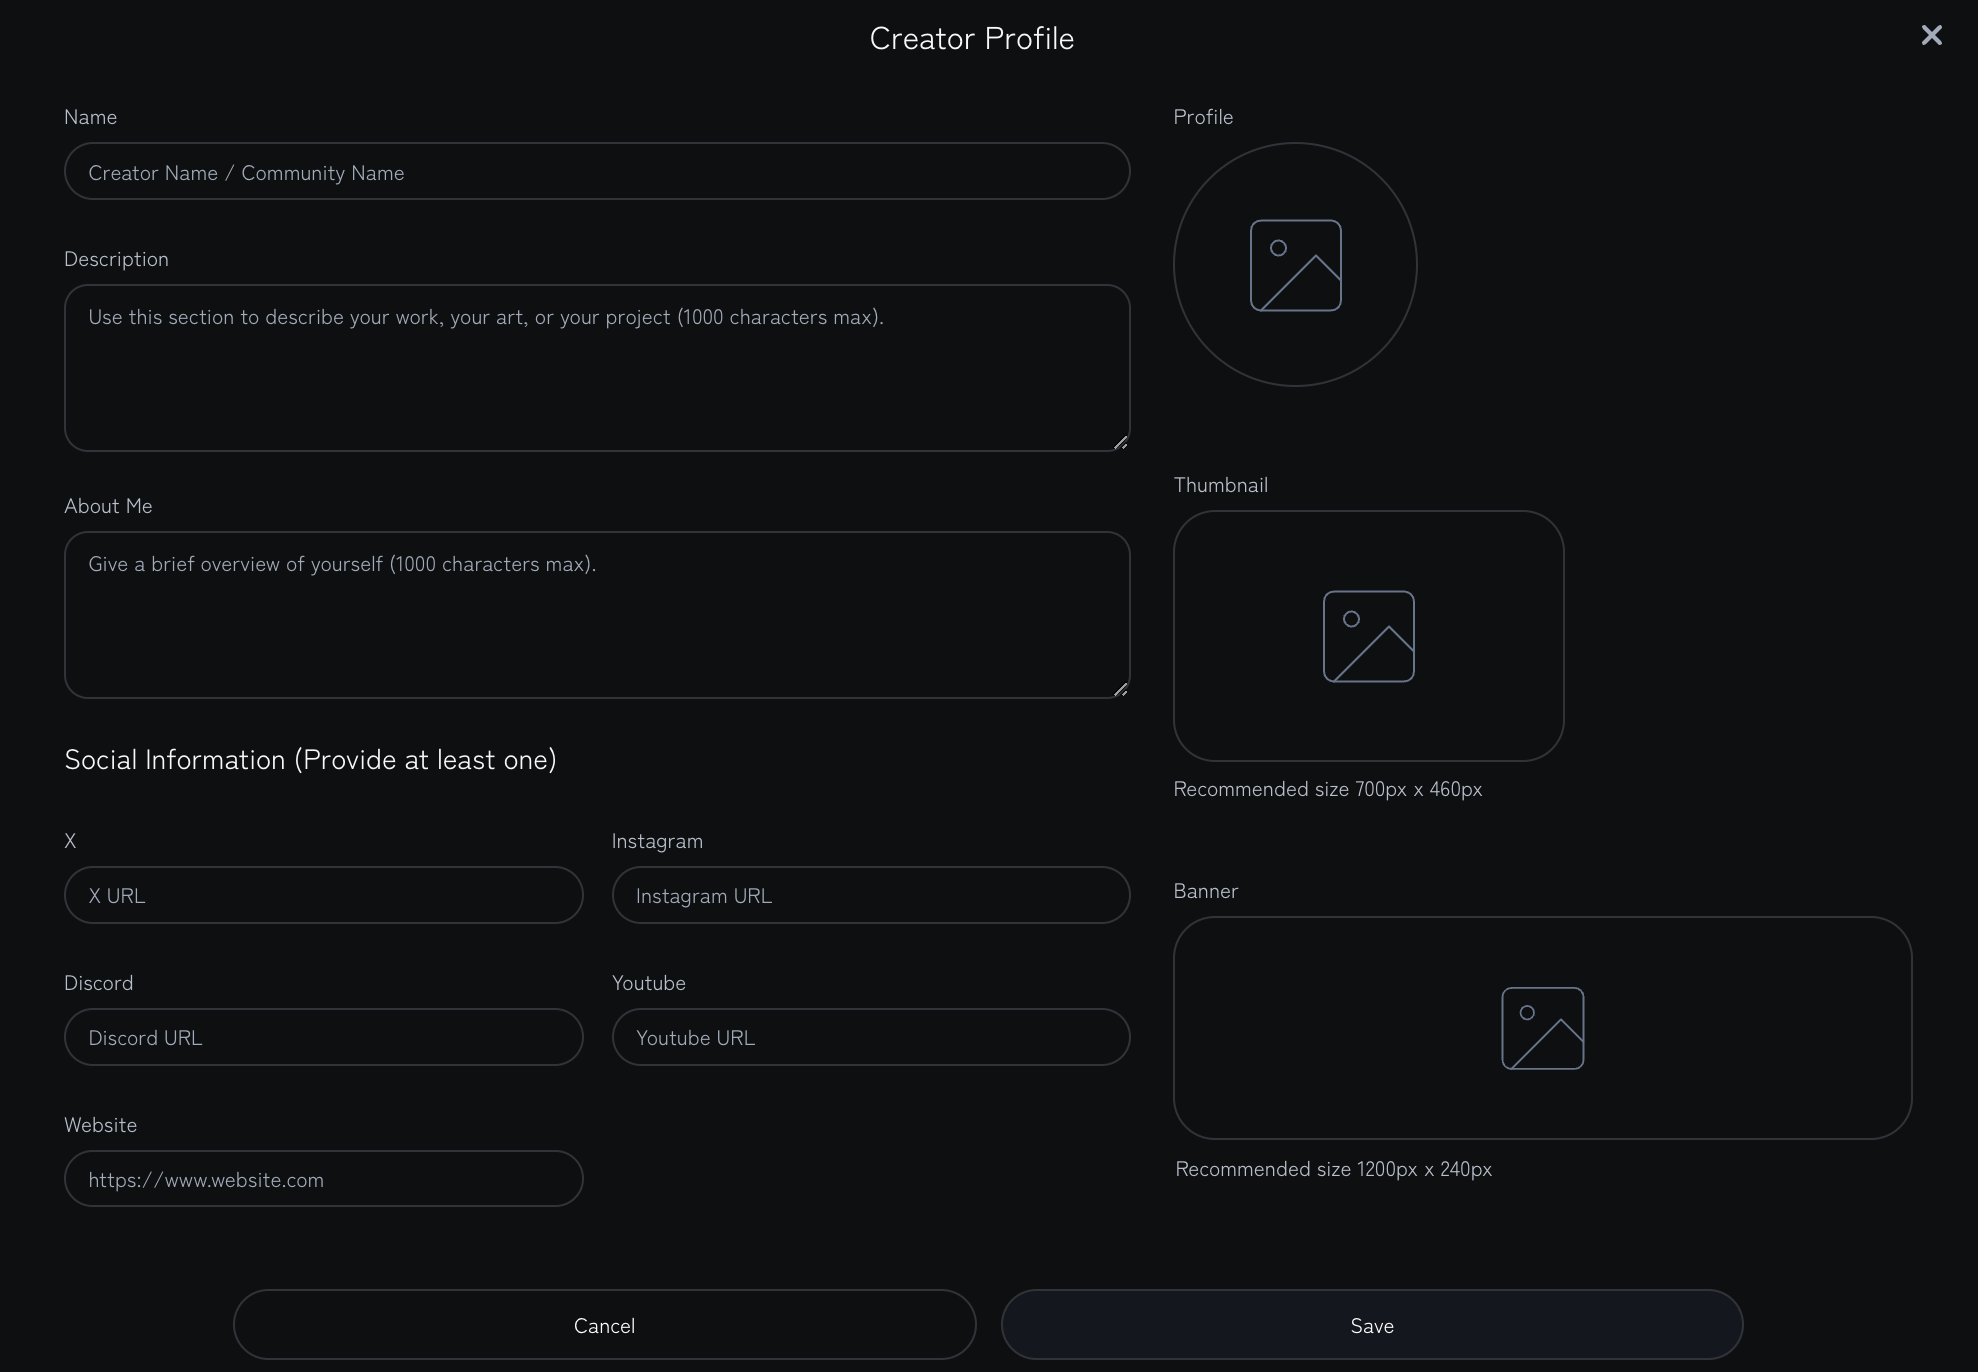 Creator Profile
Name
Creator Name / Community Name
Description
Use this section to describe your work, your art, or your project (1000 characters max).
About Me
Give a brief overview of yourself (1000 characters max).
Social Information (Provide at least one)
X
X URL
Instagram
Instagram URL
Discord
Discord URL
Youtube
Youtube URL
Website
https://www.website.com
Profile
Thumbnail
Recommended size 700px x 460px
Banner
Recommended size 1200px x 240px
Cancel
Save